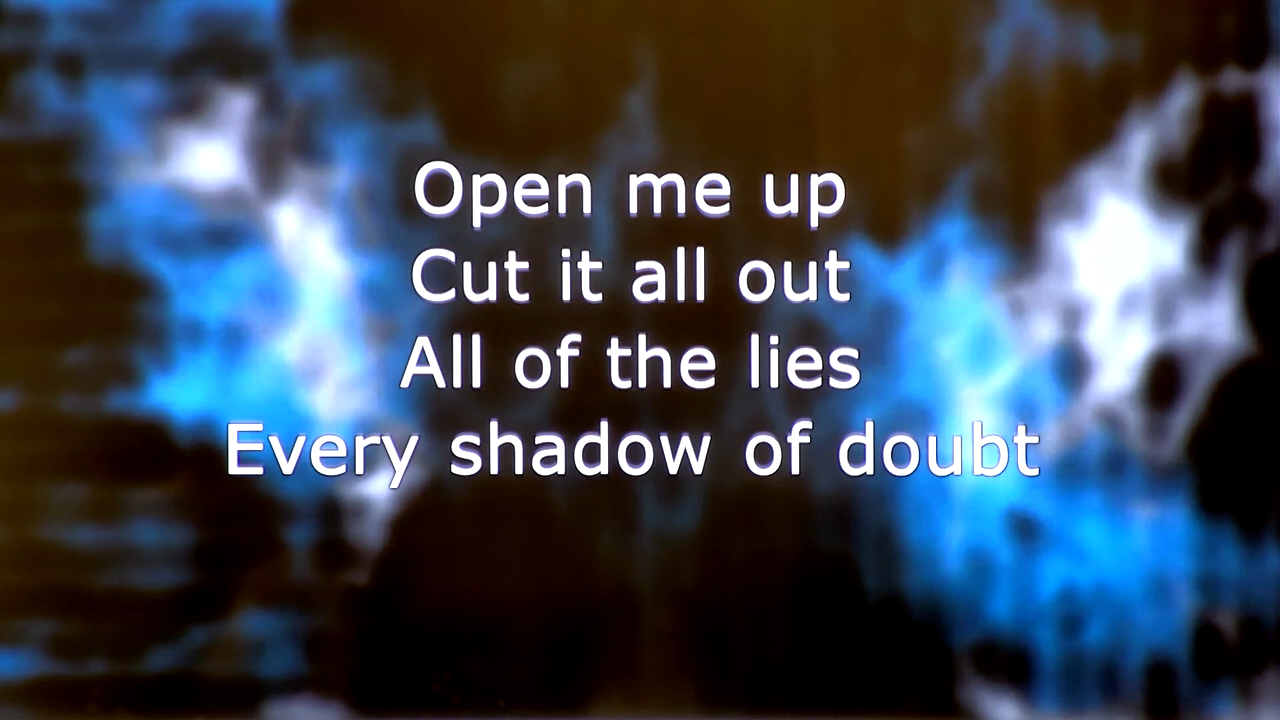 Open me up
Cut it all out
All of the lies
Every shadow of doubt